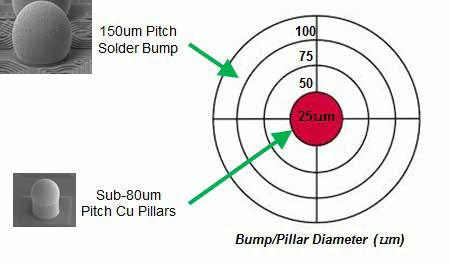 150um Pitch
Solder Bump
100
75
50
25um
Sub-80um
Pitch Cu Pillars
Bump/Pillar Diameter (um)